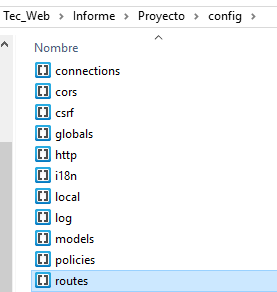 Tec_Web > Informe > Proyecto > config
Nombre
connections
cors
csrf
globals
http
i18n
local
log
models
policies
routes